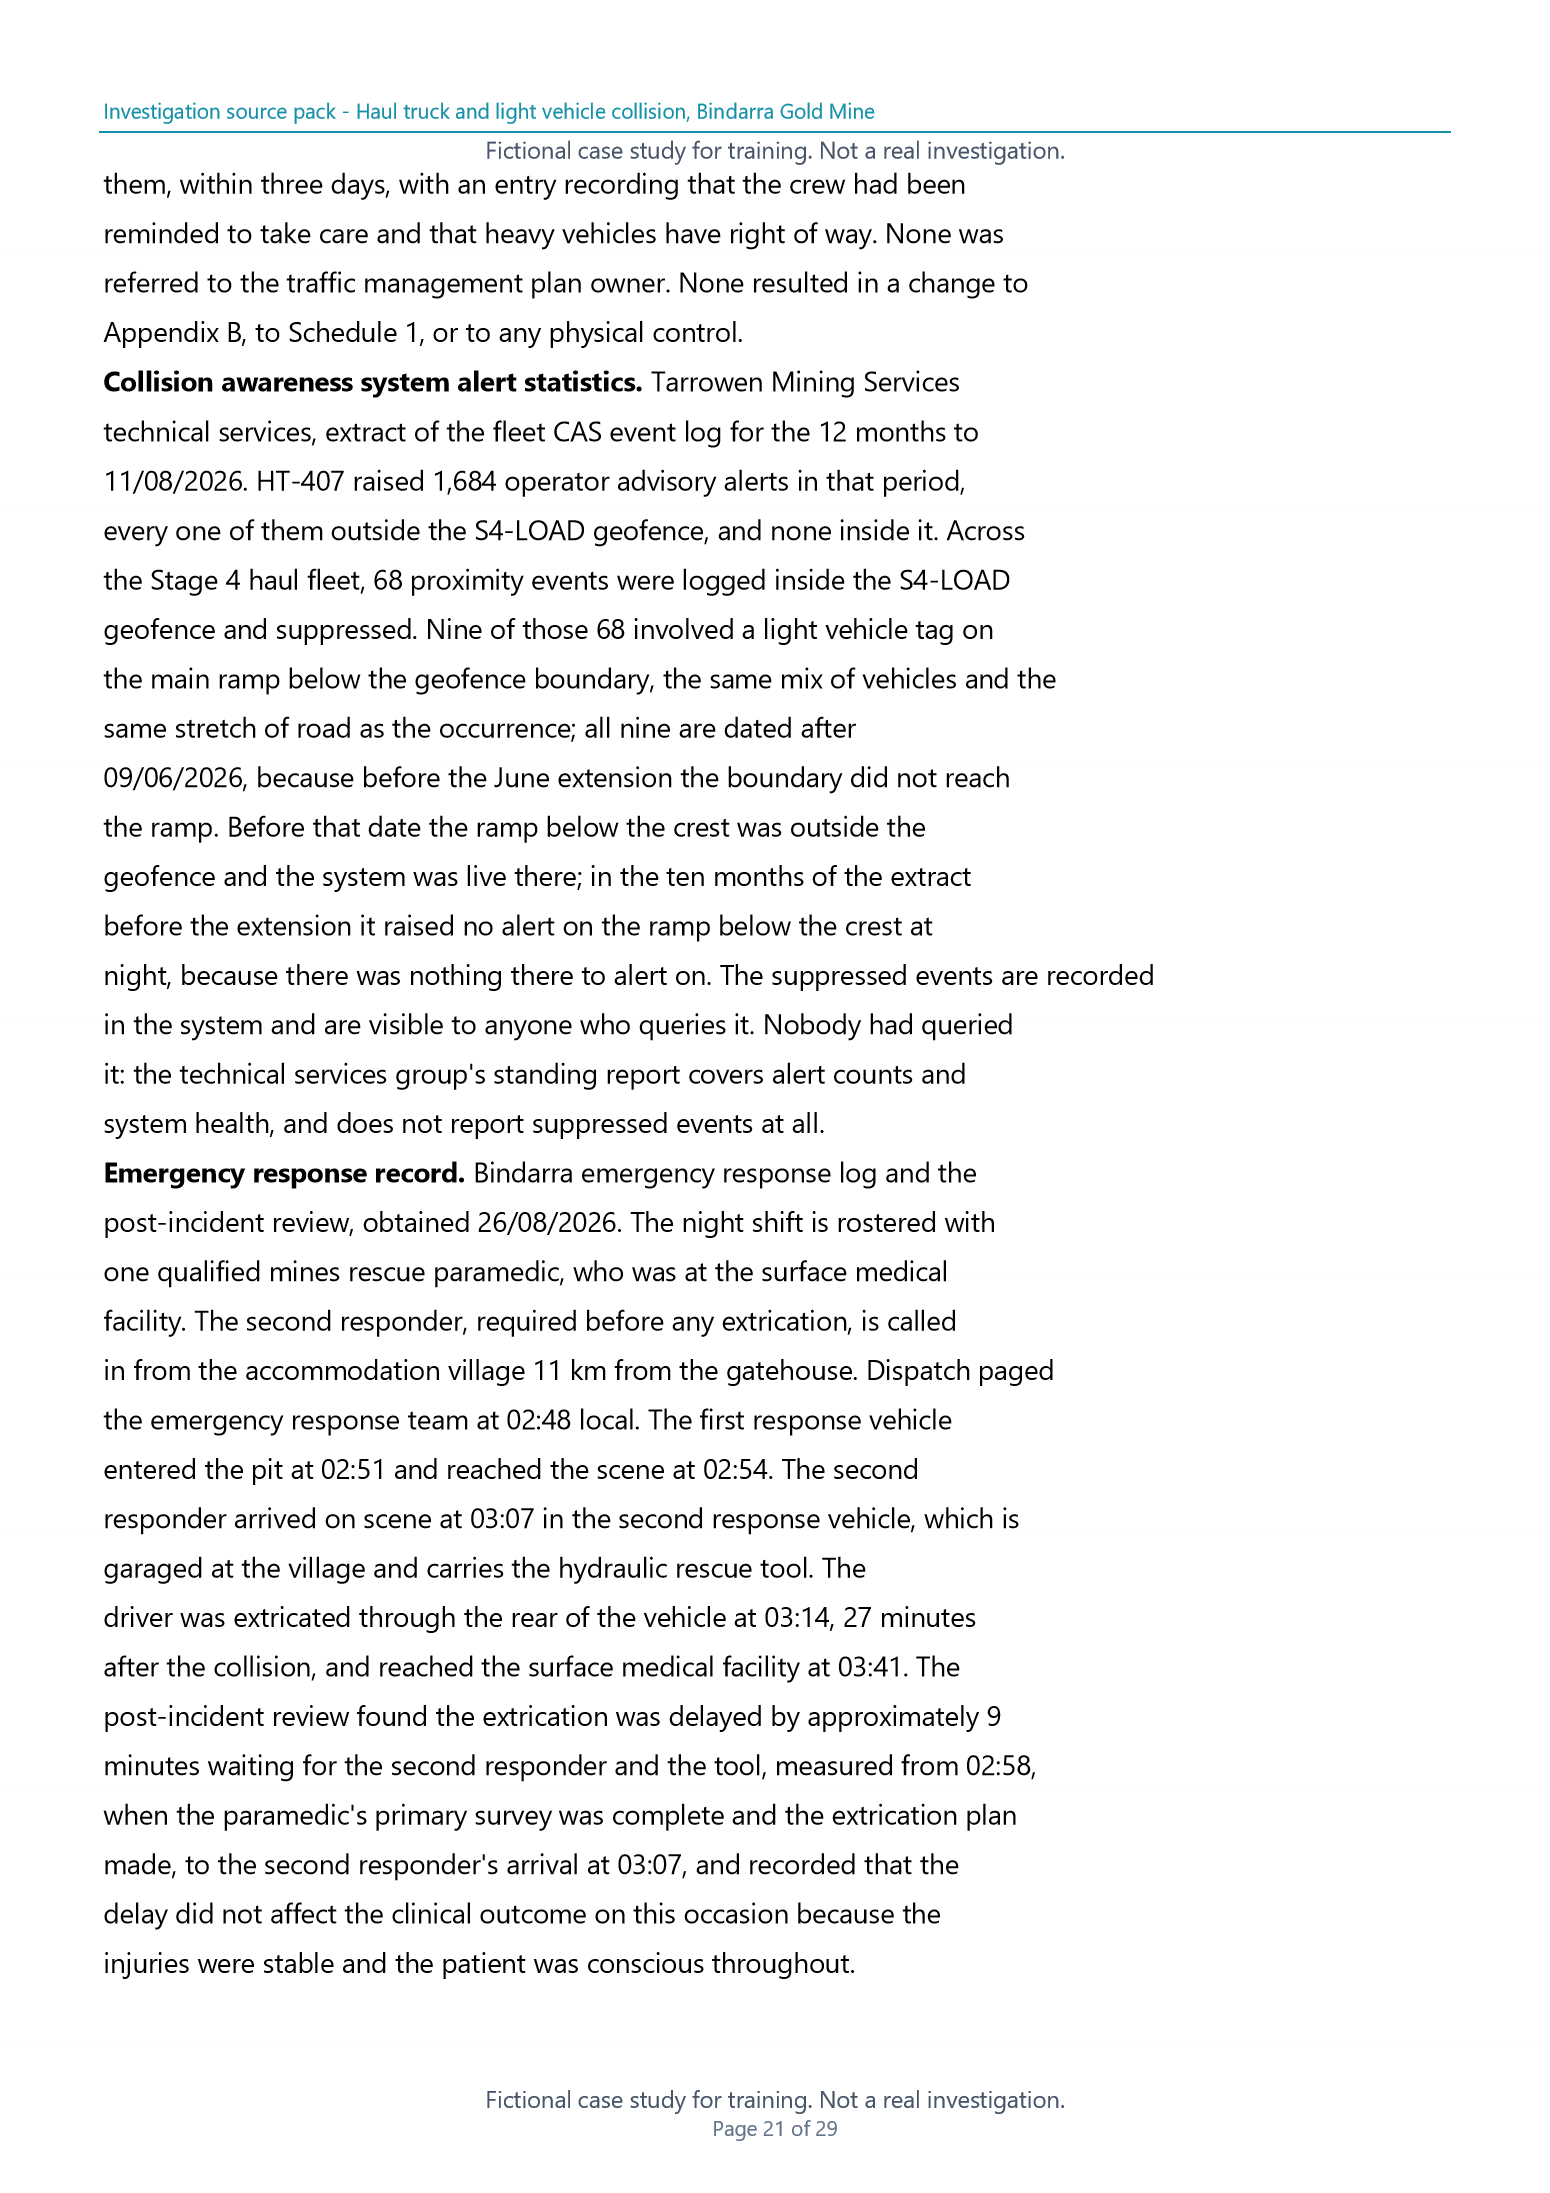 Investigation source pack - Haul truck and light vehicle collision, Bindarra Gold Mine
Fictional case study for training. Not a real investigation.
them, within three days, with an entry recording that the crew had been
reminded to take care and that heavy vehicles have right of way. None was
referred to the traffic management plan owner. None resulted in a change to
Appendix B, to Schedule 1, or to any physical control.
Collision awareness system alert statistics. Tarrowen Mining Services
technical services, extract of the fleet CAS event log for the 12 months to
11/08/2026. HT-407 raised 1,684 operator advisory alerts in that period,
every one of them outside the S4-LOAD geofence, and none inside it. Across
the Stage 4 haul fleet, 68 proximity events were logged inside the S4-LOAD
geofence and suppressed. Nine of those 68 involved a light vehicle tag on
the main ramp below the geofence boundary, the same mix of vehicles and the
same stretch of road as the occurrence; all nine are dated after
09/06/2026, because before the June extension the boundary did not reach
the ramp. Before that date the ramp below the crest was outside the
geofence and the system was live there; in the ten months of the extract
before the extension it raised no alert on the ramp below the crest at
night, because there was nothing there to alert on. The suppressed events are recorded
in the system and are visible to anyone who queries it. Nobody had queried
it: the technical services group's standing report covers alert counts and
system health, and does not report suppressed events at all.
Emergency response record. Bindarra emergency response log and the
post-incident review, obtained 26/08/2026. The night shift is rostered with
one qualified mines rescue paramedic, who was at the surface medical
facility. The second responder, required before any extrication, is called
in from the accommodation village 11 km from the gatehouse. Dispatch paged
the emergency response team at 02:48 local. The first response vehicle
entered the pit at 02:51 and reached the scene at 02:54. The second
responder arrived on scene at 03:07 in the second response vehicle, which is
garaged at the village and carries the hydraulic rescue tool. The
driver was extricated through the rear of the vehicle at 03:14, 27 minutes
after the collision, and reached the surface medical facility at 03:41. The
post-incident review found the extrication was delayed by approximately 9
minutes waiting for the second responder and the tool, measured from 02:58,
when the paramedic's primary survey was complete and the extrication plan
made, to the second responder's arrival at 03:07, and recorded that the
delay did not affect the clinical outcome on this occasion because the
injuries were stable and the patient was conscious throughout.
Fictional case study for training. Not a real investigation.
Page 21 of 29